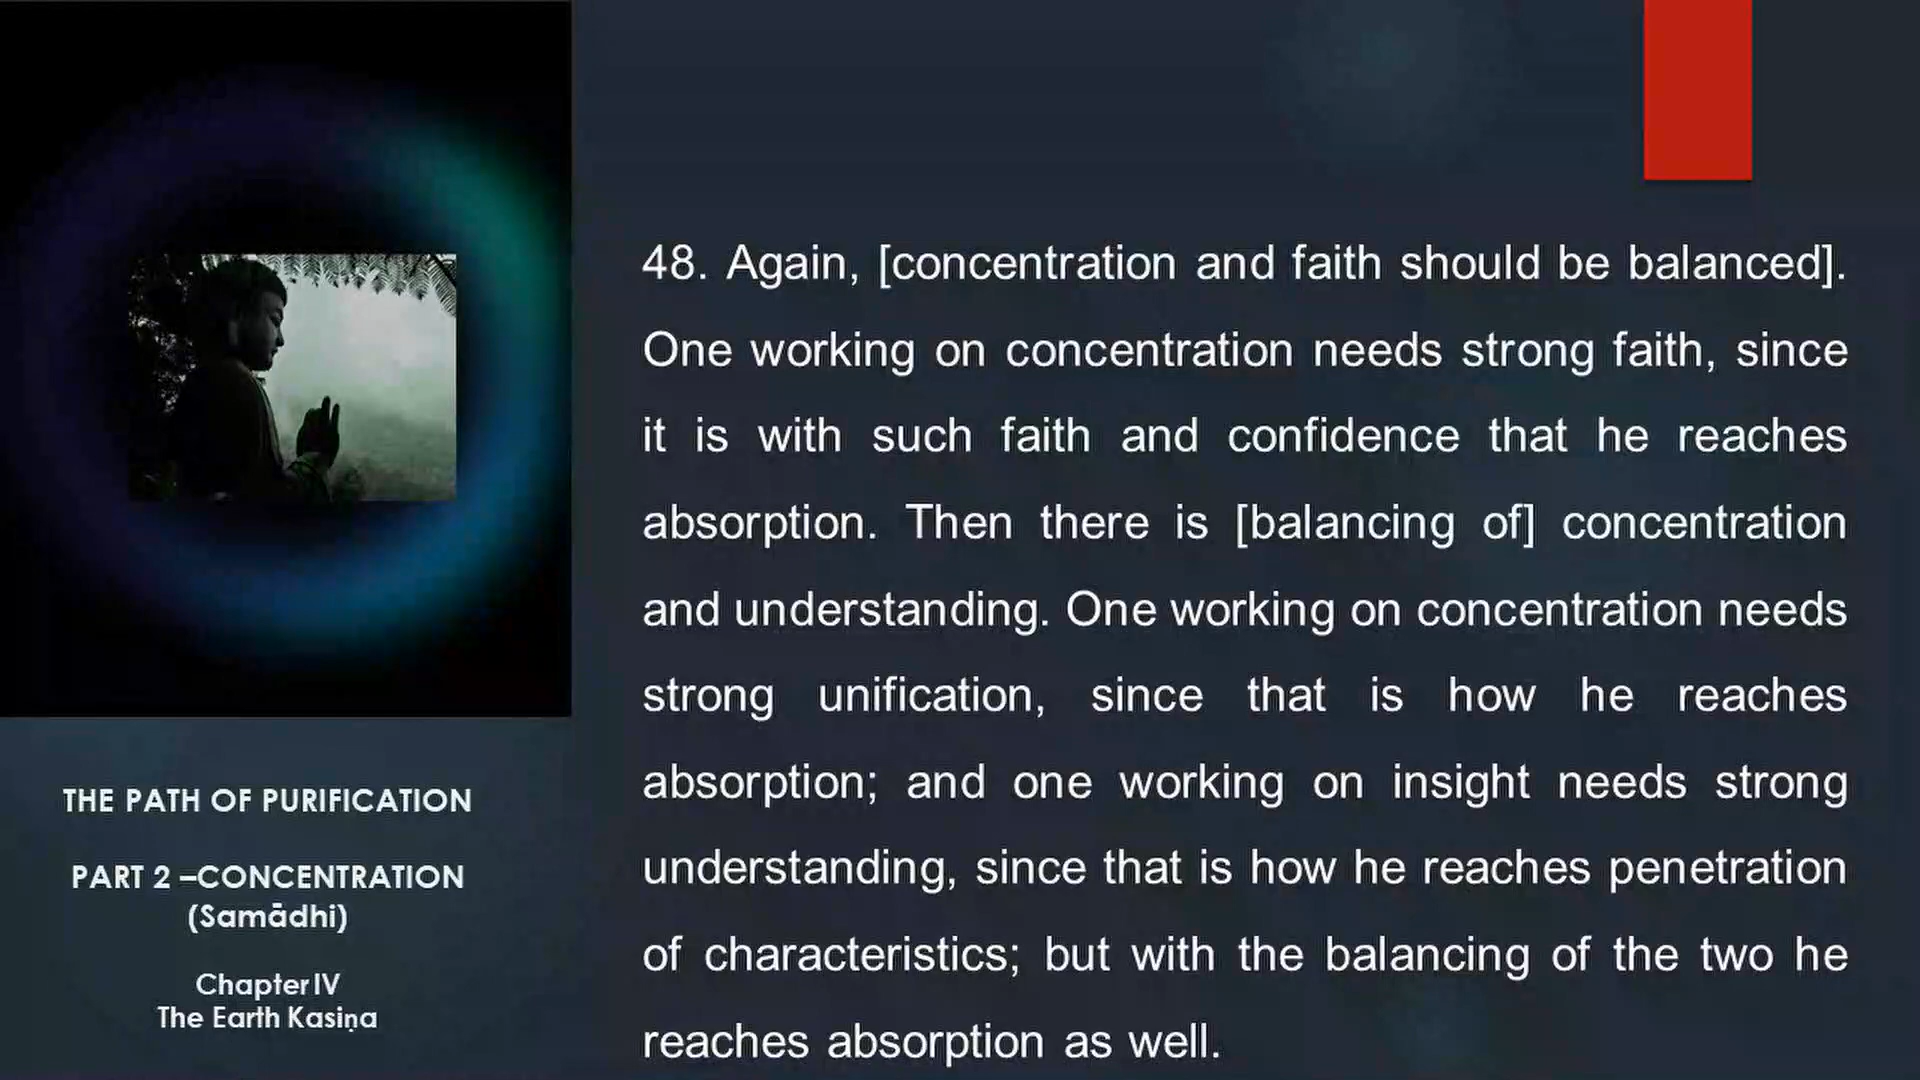 48. Again, [concentration and faith should be balanced].
One working on concentration needs strong faith, since
it is with such faith and confidence that he reaches
absorption. Then there is [balancing of] concentration
and understanding. One working on concentration needs
strong unification, since that is how he reaches
absorption; and one working on insight needs strong
understanding, since that is how he reaches penetration
of characteristics; but with the balancing of the two he
reaches absorption as well.
THE PATH OF PURIFICATION
PART 2 –CONCENTRATION
(Samādhi)
Chapter IV
The Earth Kasiṇa